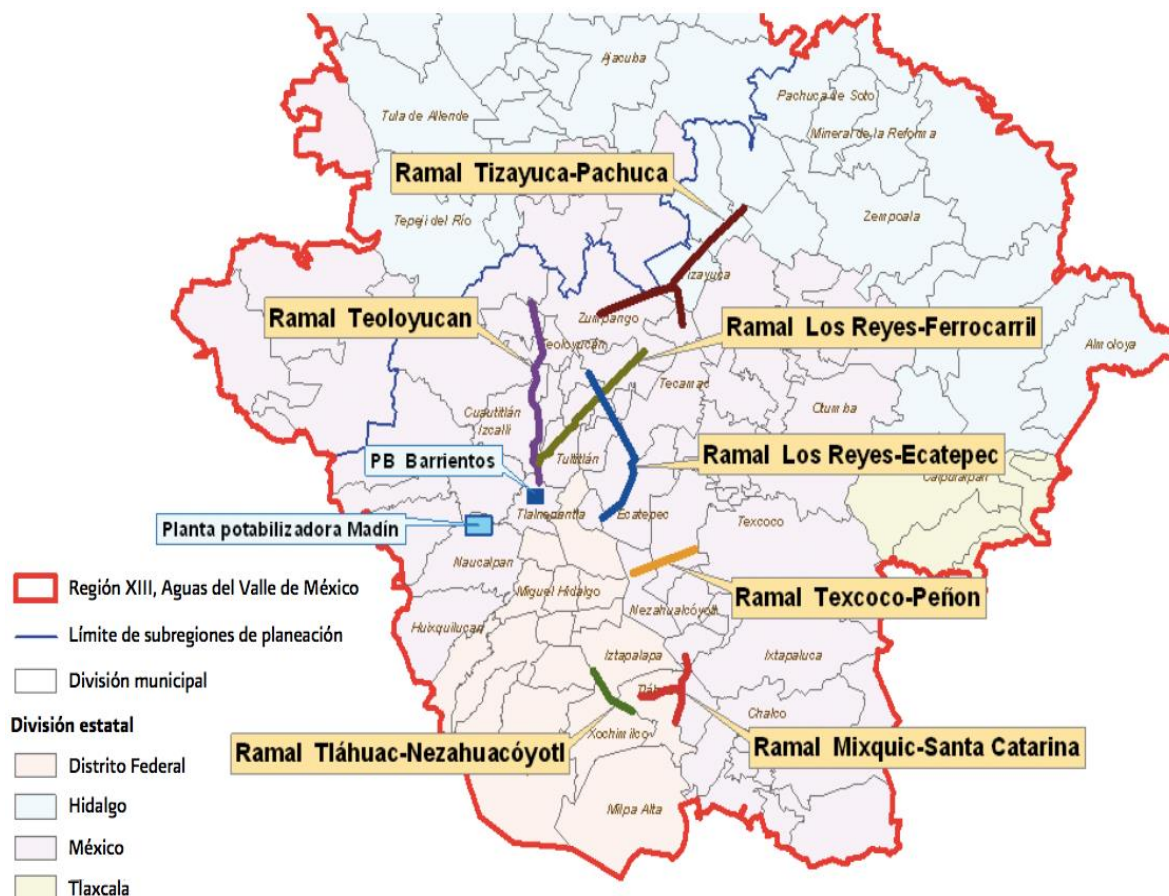 Ajacuba
Pachuca de Soto
Tula de Allende
Mineral de la Reforma
Ramal Tizayuca-Pachuca
Tepeji del Río
Zempoala
Tizayuca
Ramal Teoloyucan
Zumpango
Ramal Los Reyes-Ferrocarril
Teoloyucán
Almoloya
Tecamac
Cuautitlán
Izcalli
Otumba
PB Barrientos
Tultitlán
Ramal Los Reyes-Ecatepec
Calpulalpan
Planta potabilizadora Madín
Tlalnepantla
Ecatepec
Texcoco
Naucalpan
Región XIII, Aguas del Valle de México
Miguel Hidalgo
Nezahualcóyotl
Ramal Texcoco-Peñon
Límite de subregiones de planeación
Huixquilucan
Iztapalapa
Ixtapaluca
División municipal
Chalco
División estatal
Xochimilco
Ramal Tláhuac-Nezahuacóyotl
Ramal Mixquic-Santa Catarina
Distrito Federal
Hidalgo
Milpa Alta
México
Tlaxcala